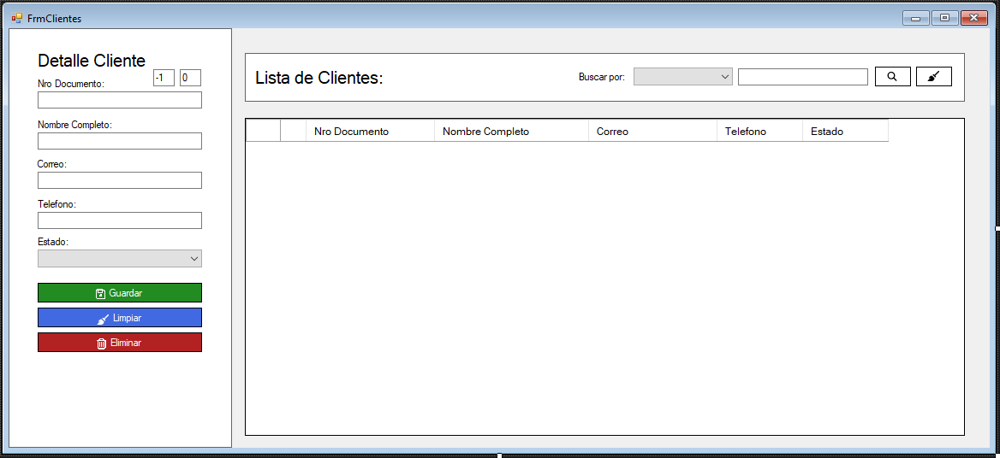 FrmClientes
Detalle Cliente
-1 0
Nro Documento:
Nombre Completo:
Correo:
Telefono:
Estado:
Guardar
Limpiar
Eliminar
Lista de Clientes:
Buscar por:
Nro Documento Nombre Completo Correo Telefono Estado